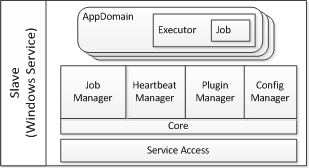 Slave
(Windows Service)
AppDomain
Executor
Job
Job
Manager
Heartbeat
Manager
Plugin
Manager
Config
Manager
Core
Service Access